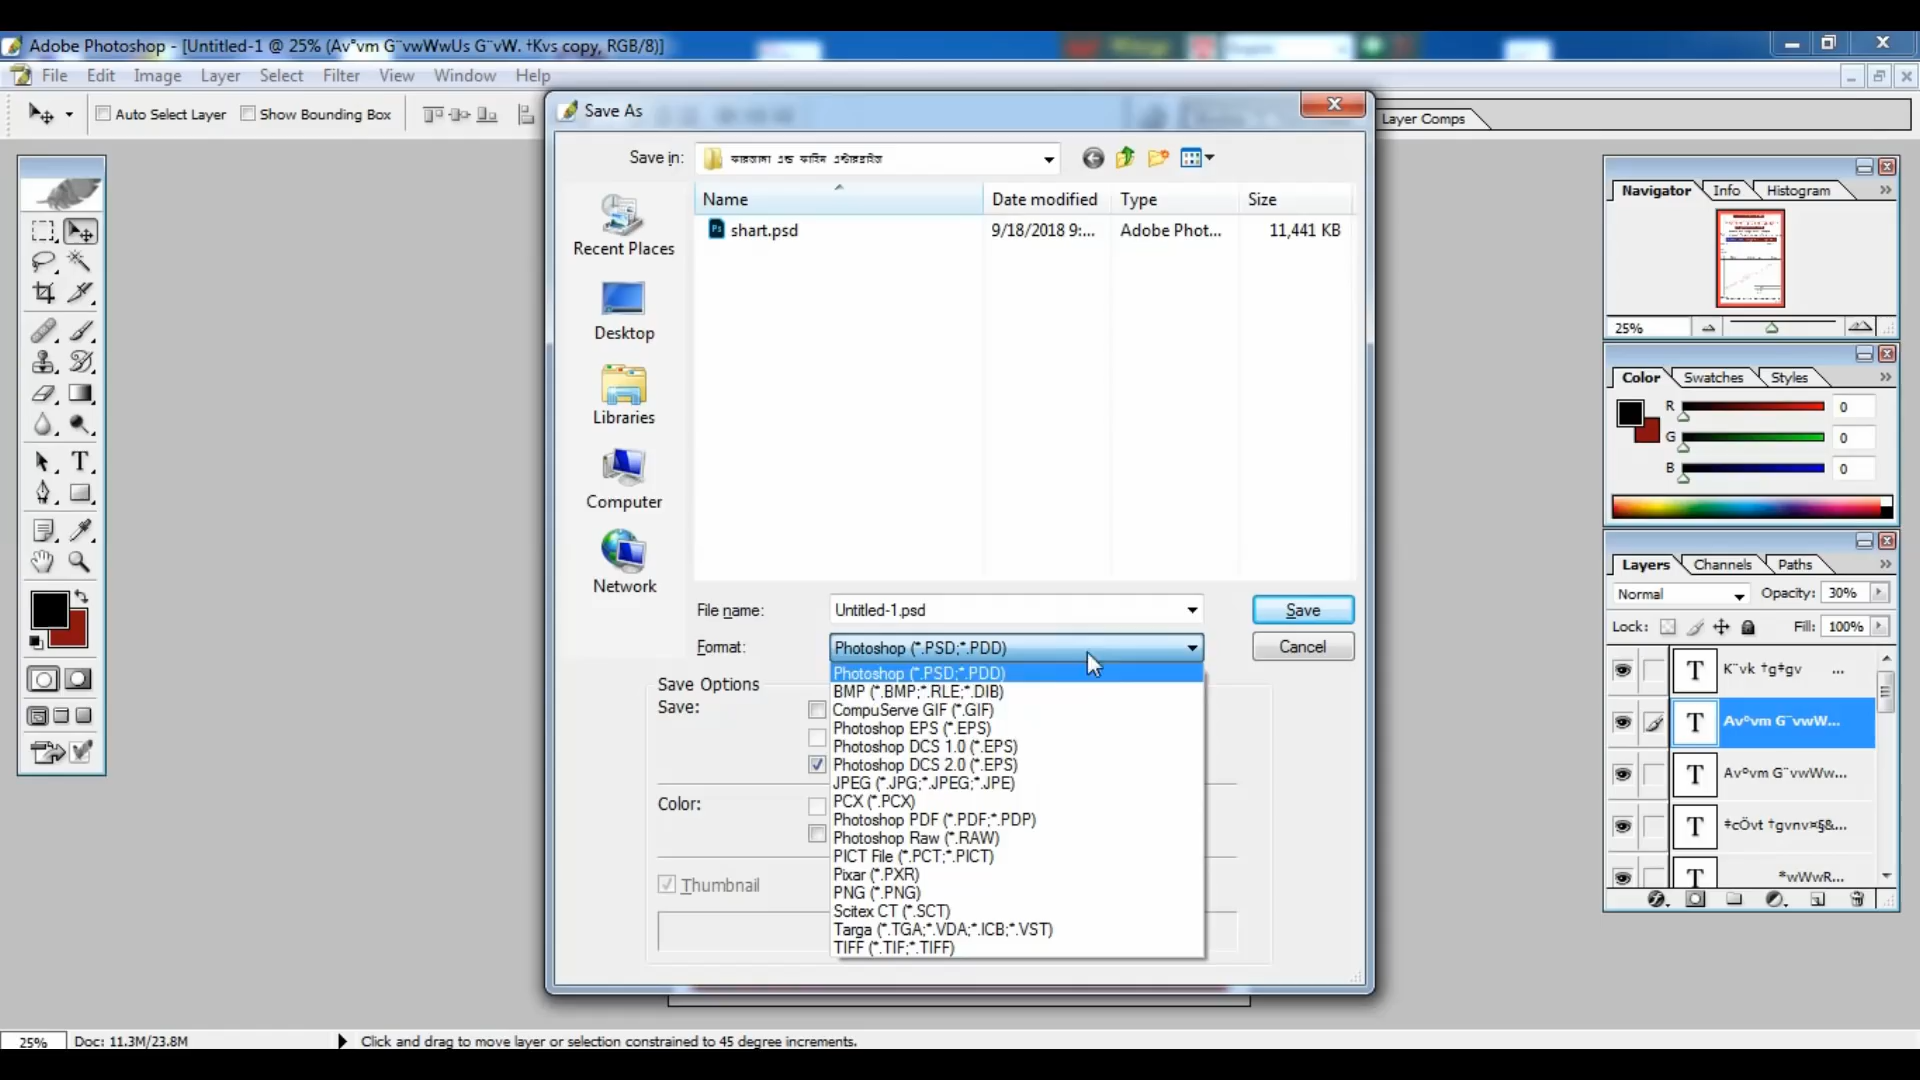 Adobe Photoshop - [Untitled-1 @ 25% (Av°vm G¨vwWwUs G¨vW. †Kvs copy, RGB/8)]
File Edit Image Layer Select Filter View Window Help
Auto Select Layer Show Bounding Box
Layer Comps
Save As
Save in:
Name Date modified Type Size
shart.psd 9/18/2018 9:... Adobe Phot... 11,441 KB
Recent Places
Desktop
Libraries
Computer
Network
File name: Untitled-1.psd Save
Format: Photoshop (*.PSD;*.PDD) Cancel
Photoshop (*.PSD;*.PDD)
BMP (*.BMP;*.RLE;*.DIB)
CompuServe GIF (*.GIF)
Photoshop EPS (*.EPS)
Photoshop DCS 1.0 (*.EPS)
Photoshop DCS 2.0 (*.EPS)
JPEG (*.JPG;*.JPEG;*.JPE)
PCX (*.PCX)
Photoshop PDF (*.PDF;*.PDP)
Photoshop Raw (*.RAW)
PICT File (*.PCT;*.PICT)
Pixar (*.PXR)
PNG (*.PNG)
Scitex CT (*.SCT)
Targa (*.TGA;*.VDA;*.ICB;*.VST)
TIFF (*.TIF;*.TIFF)
Save Options
Save:
Color:
Thumbnail
Navigator Info Histogram
25%
Color Swatches Styles
R 0
G 0
B 0
Layers Channels Paths
Normal Opacity: 30%
Lock: Fill: 100%
T K¨vk †g‡gv ...
T Av°vm G¨vwW...
T Av°vm G¨vwWw...
T ‡cÖvt †gvnv¤§&...
T *wWwR...
25% Doc: 11.3M/23.8M Click and drag to move layer or selection constrained to 45 degree increments.